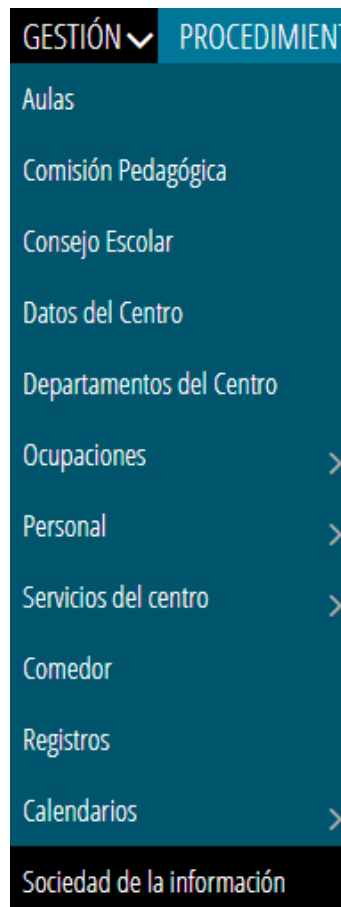 GESTIÓN PROCEDIMIENT
Aulas
Comisión Pedagógica
Consejo Escolar
Datos del Centro
Departamentos del Centro
Ocupaciones
Personal
Servicios del centro
Comedor
Registros
Calendarios
Sociedad de la información